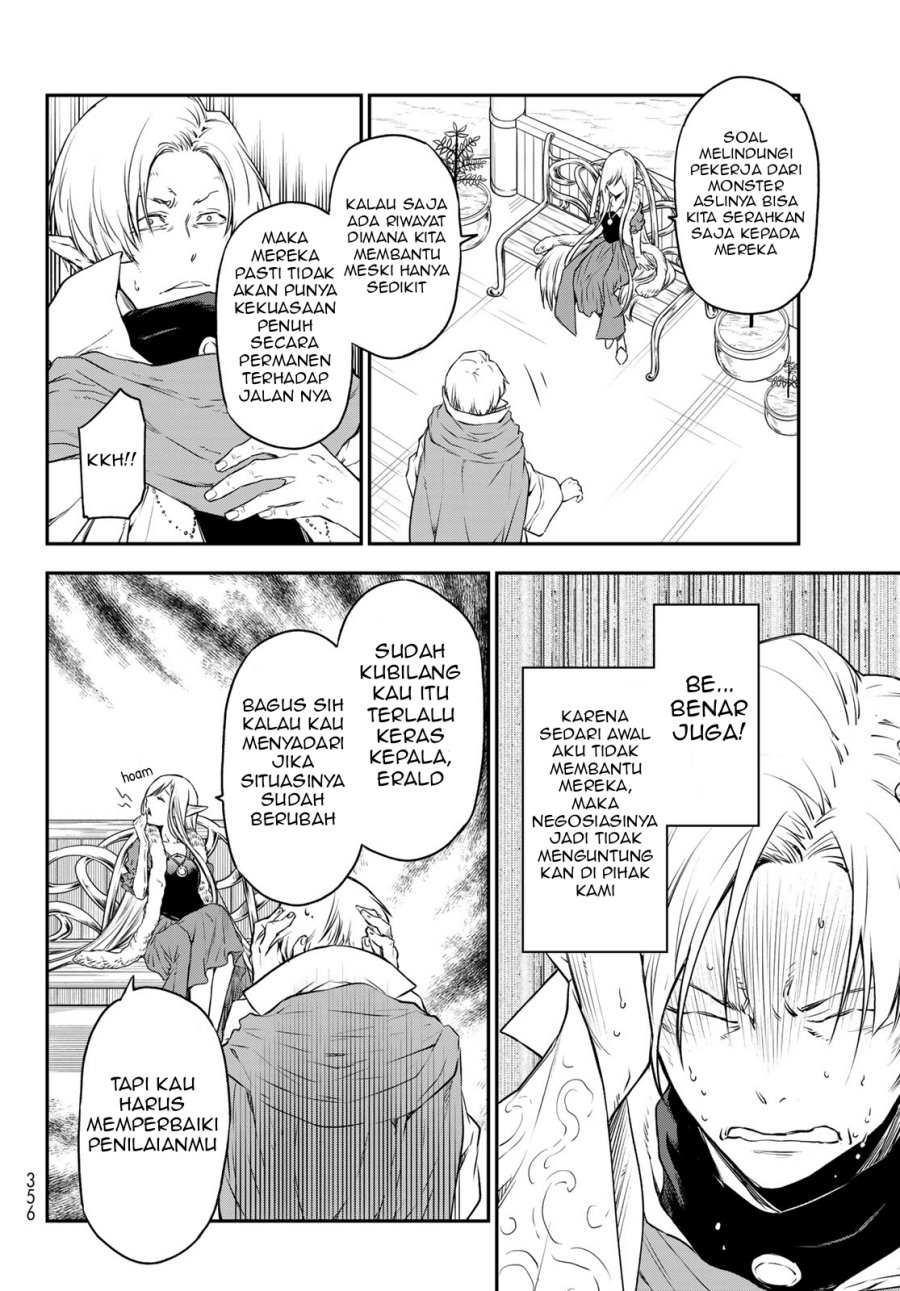 SOAL
MELINDUNGI
PEKERJA DARI
MONSTER
ASLINYA BISA
KITA SERAHKAN
SAJA KEPADA
MEREKA
KALAU SAJA
ADA RIWAYAT
DIMANA KITA
MEMBANTU
MESKI HANYA
SEDIKIT
MAKA
MEREKA
PASTI TIDAK
AKAN PUNYA
KEKUASAAN
PENUH
SECARA
PERMANEN
TERHADAP
JALAN NYA
KKH!!
BE...
BENAR
JUGA!
KARENA
SEDARI AWAL
AKU TIDAK
MEMBANTU
MEREKA,
MAKA
NEGOSIASINYA
JADI TIDAK
MENGUNTUNG
KAN DI PIHAK
KAMI
SUDAH
KUBILANG
KAU ITU
TERLALU
KERAS
KEPALA,
ERALD
BAGUS SIH
KALAU KAU
MENYADARI
JIKA
SITUASINYA
SUDAH
BERUBAH
hoam
TAPI KAU
HARUS
MEMPERBAIKI
PENILAIANMU
356